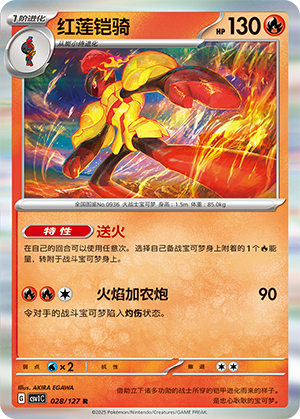 1阶进化
红莲铠骑
HP 130
从炭小侍进化
全国图鉴No.0936 火战士宝可梦 身高：1.5m 体重：85.0kg
特性 送火
在自己的回合可以使用任意次。选择自己备战宝可梦身上附着的1个能
量，转附于战斗宝可梦身上。
火焰加农炮 90
令对手的战斗宝可梦陷入灼伤状态。
弱点 ×2 抵抗力 撤退
Illus. AKIRA EGAWA
G CSV1C 028/127 R
借助立下诸多功勋的战士所穿的铠甲进化而来的样子。
是忠心耿耿的宝可梦。
©2025 Pokémon/Nintendo/Creatures/GAME FREAK.